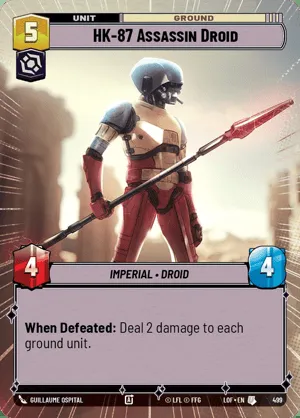 UNIT
GROUND
5
HK-87 Assassin Droid
4
4
IMPERIAL • DROID
When Defeated: Deal 2 damage to each
ground unit.
GUILLAUME OSPITAL
© LFL © FFG
LOF • EN
499